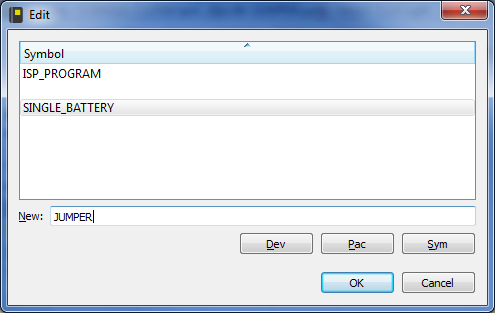 Edit
Symbol
ISP_PROGRAM
SINGLE_BATTERY
New: JUMPER
Dev Pac Sym
OK Cancel